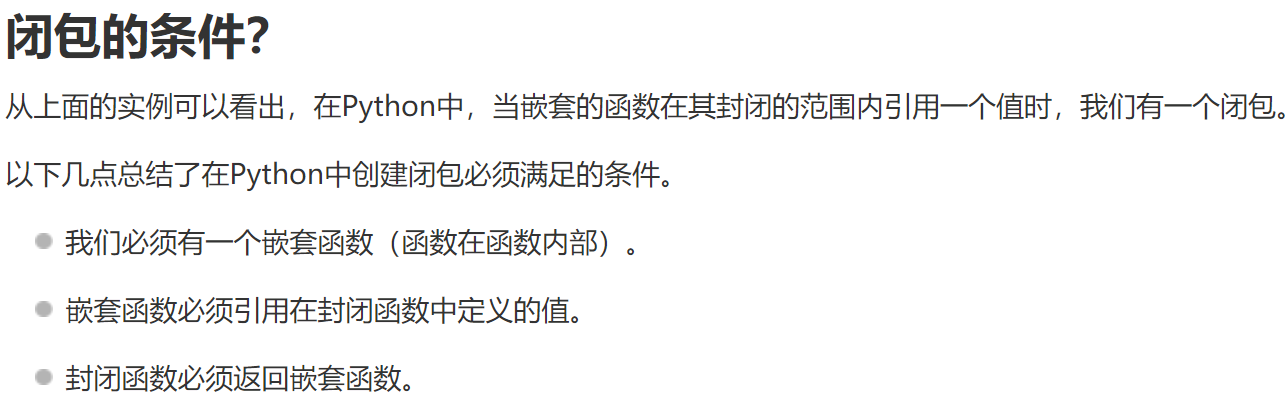 闭包的条件？
从上面的实例可以看出，在Python中，当嵌套的函数在其封闭的范围内引用一个值时，我们有一个闭包。
以下几点总结了在Python中创建闭包必须满足的条件。
我们必须有一个嵌套函数（函数在函数内部）。
嵌套函数必须引用在封闭函数中定义的值。
封闭函数必须返回嵌套函数。